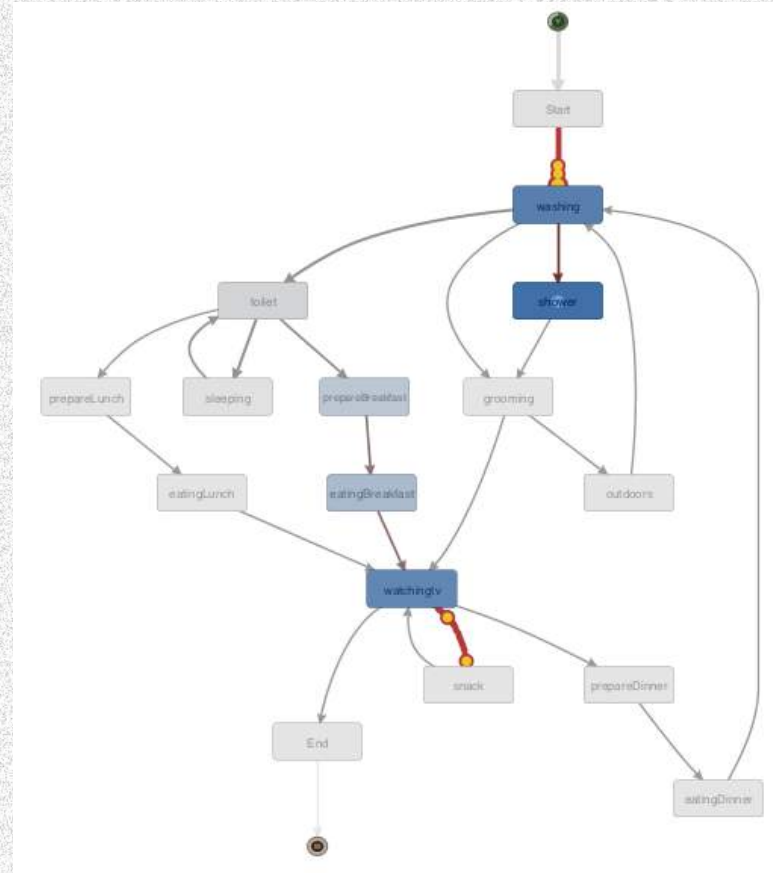 Start
washing
toilet
shower
prepareLunch
sleeping
prepareBreakfast
grooming
eatingLunch
eatingBreakfast
outdoors
watchingtv
snack
prepareDinner
End
eatingDinner